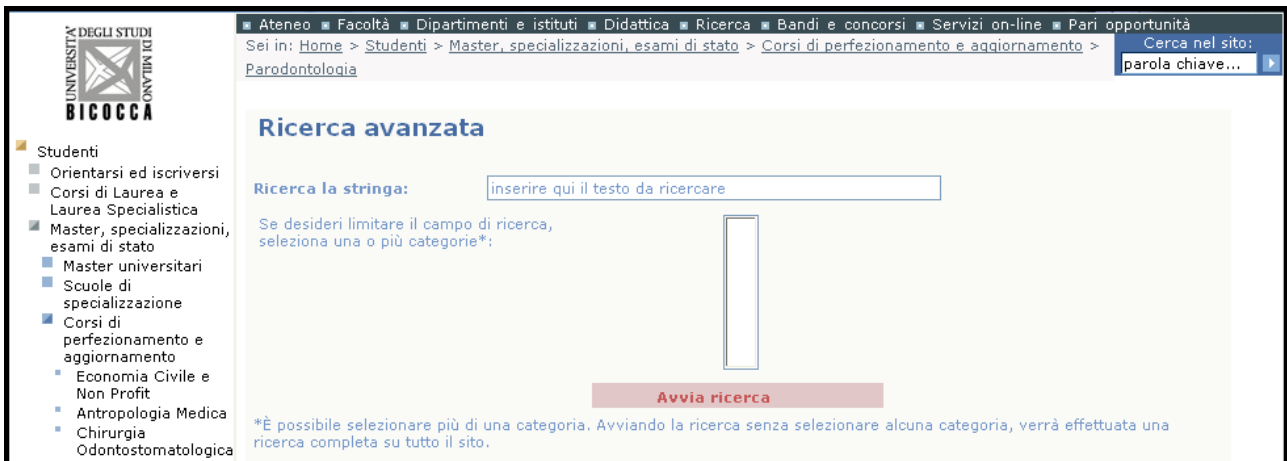 UNIVERSITA' DEGLI STUDI DI MILANO
BICOCCA
Ateneo Facoltà Dipartimenti e istituti Didattica Ricerca Bandi e concorsi Servizi on-line Pari opportunità
Sei in: Home > Studenti > Master, specializzazioni, esami di stato > Corsi di perfezionamento e aggiornamento >
Parodontologia
Cerca nel sito:
parola chiave...
Studenti
Orientarsi ed iscriversi
Corsi di Laurea e
Laurea Specialistica
Master, specializzazioni,
esami di stato
Master universitari
Scuole di
specializzazione
Corsi di
perfezionamento e
aggiornamento
Economia Civile e
Non Profit
Antropologia Medica
Chirurgia
Odontostomatologica
Ricerca avanzata
Ricerca la stringa:
inserire qui il testo da ricercare
Se desideri limitare il campo di ricerca,
seleziona una o più categorie*:
Avvia ricerca
*È possibile selezionare più di una categoria. Avviando la ricerca senza selezionare alcuna categoria, verrà effettuata una
ricerca completa su tutto il sito.